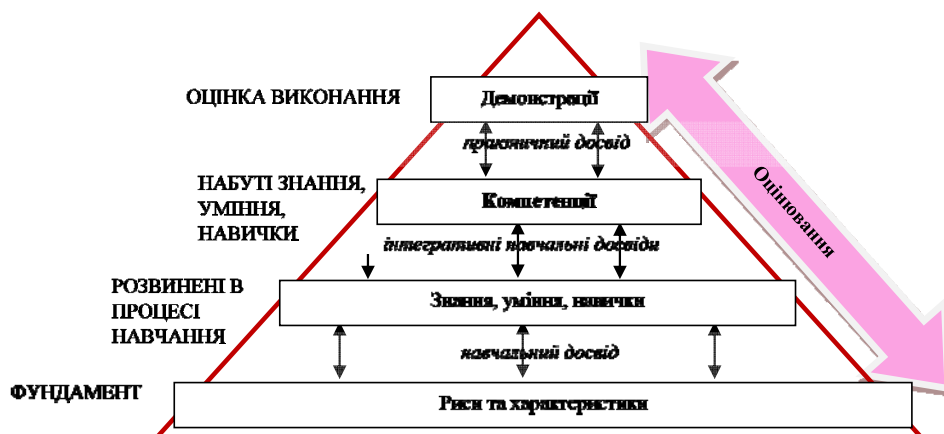 ОЦІНКА ВИКОНАННЯ
Демонстрації
практичний досвід
НАБУТІ ЗНАННЯ,
УМІННЯ,
НАВИЧКИ
Компетенції
інтегративні навчальні досвіди
РОЗВИНЕНІ В
ПРОЦЕСІ
НАВЧАННЯ
Знання, уміння, навички
навчальний досвід
ФУНДАМЕНТ
Риси та характеристики
Оцінювання